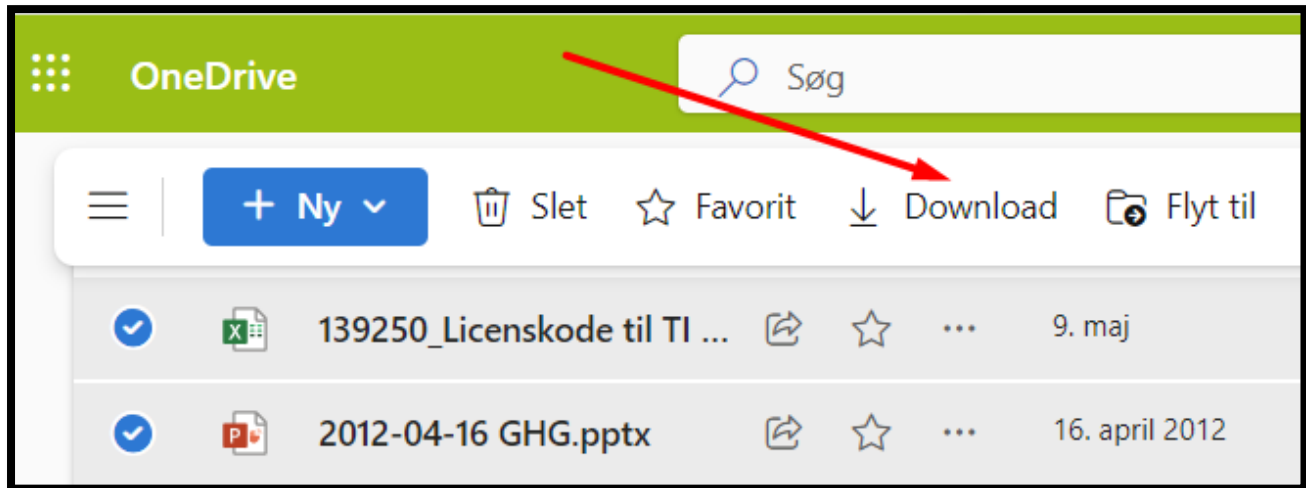 OneDrive Søg
Ny Slet Favorit Download Flyt til
139250_Licenskode til TI ... 9. maj
2012-04-16 GHG.pptx 16. april 2012